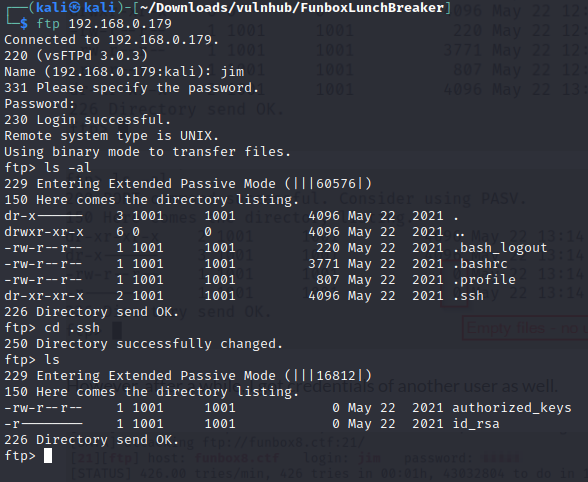 ┌──(kali㉿kali)-[~/Downloads/vulnhub/FunboxLunchBreaker]
└─$ ftp 192.168.0.179
Connected to 192.168.0.179.
220 (vsFTPd 3.0.3)
Name (192.168.0.179:kali): jim
331 Please specify the password.
Password:
230 Login successful.
Remote system type is UNIX.
Using binary mode to transfer files.
ftp> ls -al
229 Entering Extended Passive Mode (|||60576|)
150 Here comes the directory listing.
dr-x------ 3 1001 1001 4096 May 22 2021 .
drwxr-xr-x 6 0 0 4096 May 22 2021 ..
-rw-r--r-- 1 1001 1001 220 May 22 2021 .bash_logout
-rw-r--r-- 1 1001 1001 3771 May 22 2021 .bashrc
-rw-r--r-- 1 1001 1001 807 May 22 2021 .profile
dr-xr-xr-x 2 1001 1001 4096 May 22 2021 .ssh
226 Directory send OK.
ftp> cd .ssh
250 Directory successfully changed.
ftp> ls
229 Entering Extended Passive Mode (|||16812|)
150 Here comes the directory listing.
-rw-r--r-- 1 1001 1001 0 May 22 2021 authorized_keys
-r-------- 1 1001 1001 0 May 22 2021 id_rsa
226 Directory send OK.
ftp>